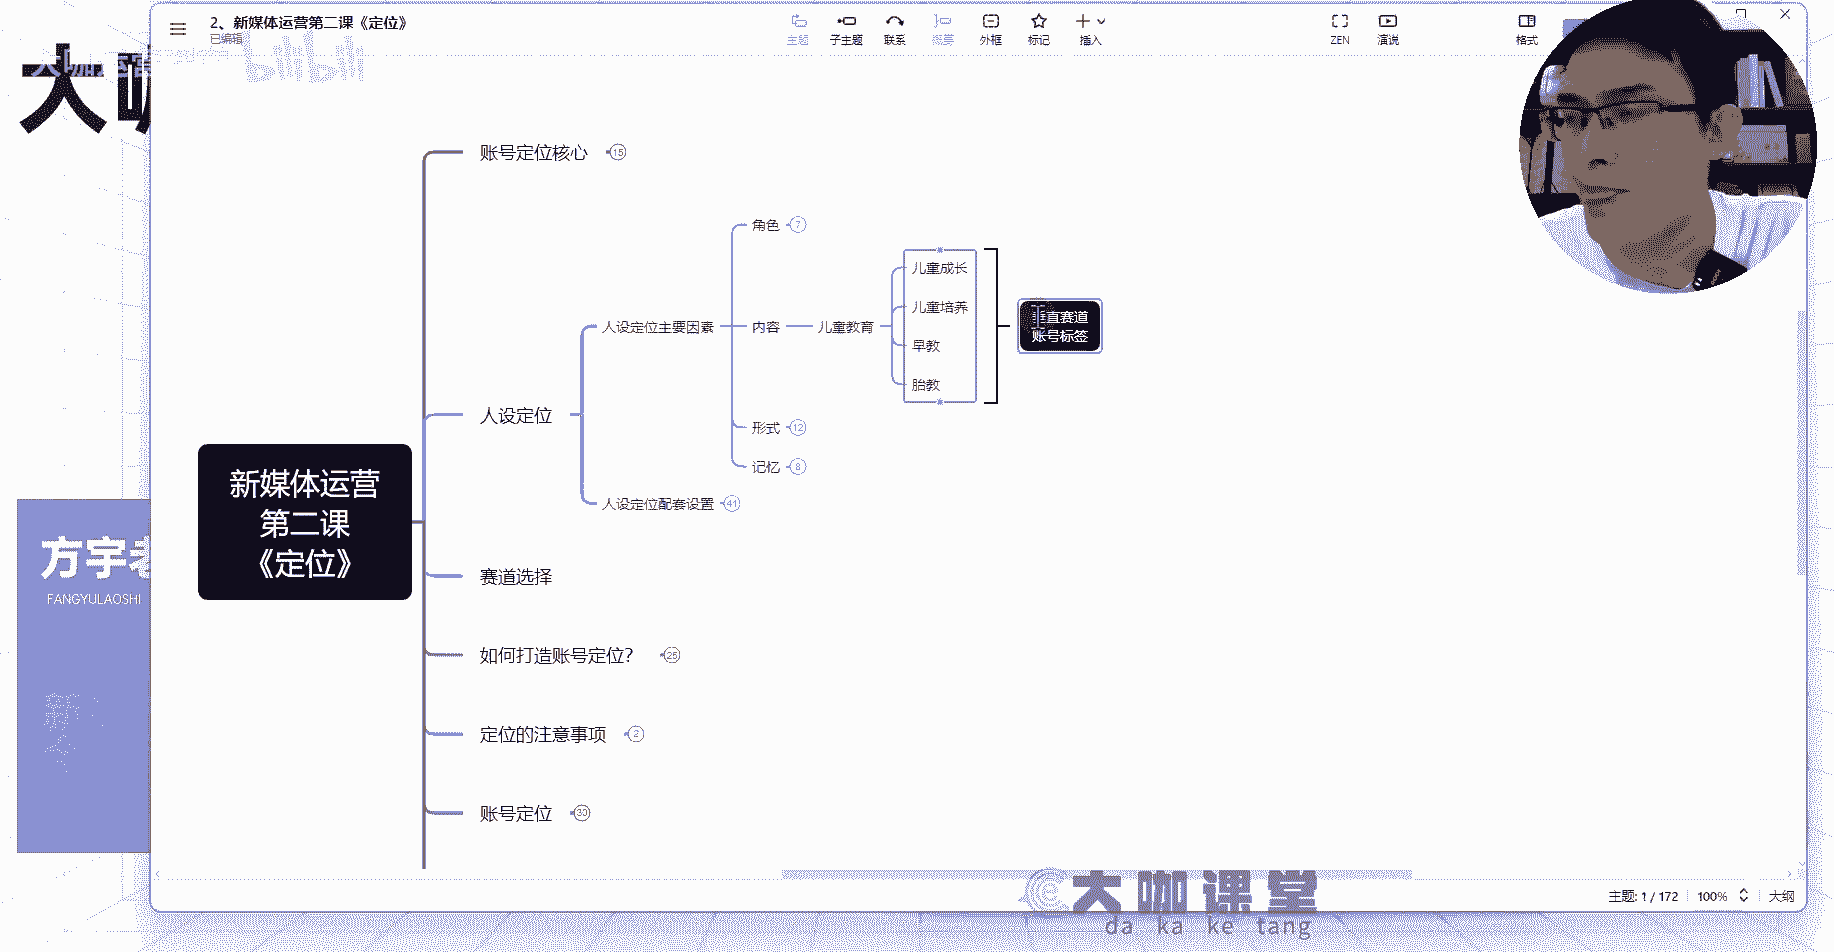 2、新媒体运营第二课《定位》
已编辑
主题
子主题
联系
概要
外框
标记
插入
ZEN
演说
格式
大咖运营
bilibili
大咖
账号定位核心 15
角色 7
儿童成长
儿童培养
早教
胎教
垂直赛道
账号标签
人设定位主要因素
内容
儿童教育
人设定位
形式 12
记忆 8
人设定位配套设置 41
新媒体运营
第二课
《定位》
赛道选择
如何打造账号定位？ 25
定位的注意事项 2
账号定位 30
方宇老
FANGYULAOSHI
大咖课堂
da ka ke tang
主题: 1 / 172
100%
大纲